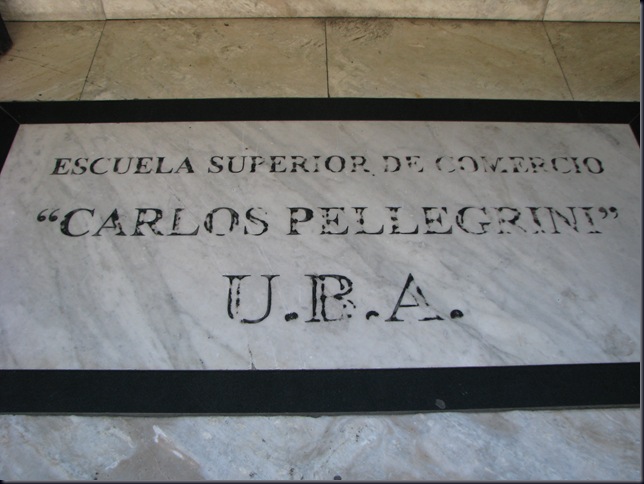 ESCUELA SUPERIOR DE COMERCIO
“CARLOS PELLEGRINI”
U.B.A.